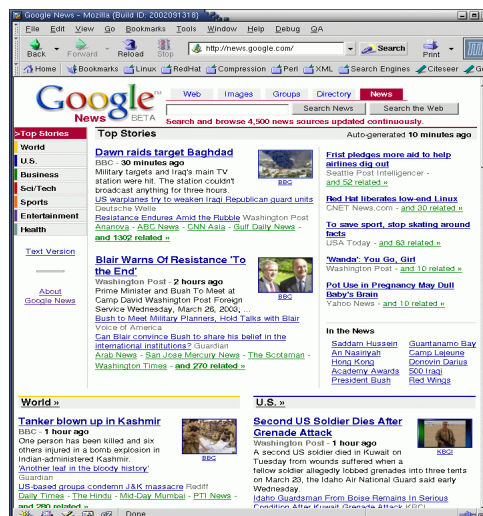 Google News - Mozilla {Build ID: 2002091318}
File Edit View Go Bookmarks Tools Window Help Debug QA
Back Forward Reload Stop http://news.google.com/ Search Print
Home Bookmarks Linux RedHat Compression Perl XML Search Engines Citeseer
Web Images Groups Directory News
Google™
News BETA
Search News Search the Web
Search and browse 4,500 news sources updated continuously.
>Top Stories
World
U.S.
Business
Sci/Tech
Sports
Entertainment
Health
Text Version
About
Google News
Top Stories
Auto-generated 10 minutes ago
Dawn raids target Baghdad
BBC - 30 minutes ago
Military targets and Iraq's main TV
station were hit. The station couldn't
broadcast anything for three hours.
BBC
US warplanes try to weaken Iraqi Republican guard units
Deutsche Welle
Resistance Endures Amid the Rubble Washington Post
Ananova - ABC News - CNN Asia - Gulf Daily News -
and 1302 related »
Blair Warns Of Resistance 'To
the End'
Washington Post - 2 hours ago
Prime Minister and Bush To Meet at
Camp David Washington Post Foreign
Service Wednesday, March 26, 2003; ...
BBC
Bush to Meet Military Planners, Hold Talks with Blair
Voice of America
Can Blair convince Bush to share his belief in the
international institutions? Guardian
Arab News - San Jose Mercury News - The Scotsman -
Washington Times - and 270 related »
Frist pledges more aid to help
airlines dig out
Seattle Post Intelligencer -
and 52 related »
Red Hat liberates low-end Linux
CNET News.com - and 30 related »
To save sport, stop skating around
facts
USA Today - and 63 related »
'Wanda': You Go, Girl
Washington Post - and 10 related »
Pot Use in Pregnancy May Dull
Baby's Brain
Yahoo News - and 10 related »
In the News
Saddam Hussein Guantanamo Bay
An Nasiriyah Camp Lejeune
Hong Kong Donovin Darius
Academy Awards 500 Iraqi
President Bush Red Wings
World »
Tanker blown up in Kashmir
BBC - 1 hour ago
One person has been killed and six
others injured in a bomb explosion in
Indian-administered Kashmir.
BBC
'Another leaf in the bloody history'
Guardian
US-based groups condemn J&K massacre Rediff
Daily Times - The Hindu - Mid-Day Mumbai - PTI News -
and 280 related »
U.S. »
Second US Soldier Dies After
Grenade Attack
Washington Post - 1 hour ago
A second US soldier died in Kuwait on
Tuesday from wounds suffered when a
fellow soldier allegedly lobbed grenades into three tents
on March 23, the Idaho Air National Guard said early
Wednesday.
KBCI
Idaho Guardsman From Boise Remains In Serious
Condition After Kuwait Grenade Attack KBCI
Done